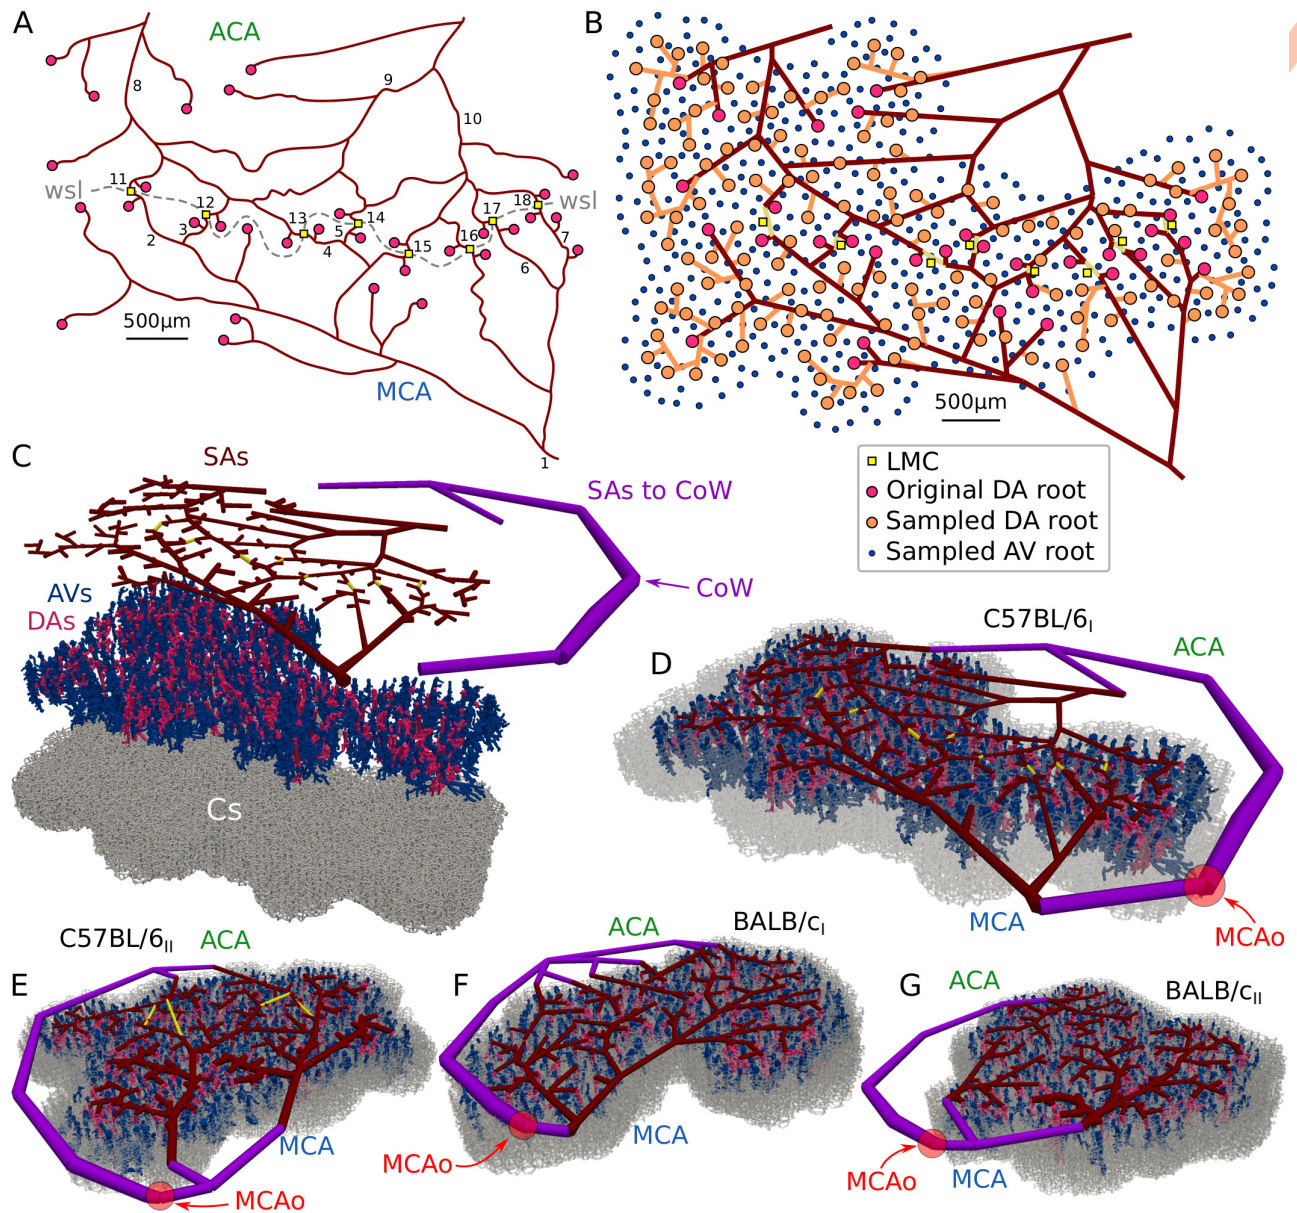 A
ACA
8
9
10
11
wsl
12
13
14
17
18
wsl
2
3
4
5
15
16
6
7
500µm
MCA
1
B
500µm
LMC
Original DA root
Sampled DA root
Sampled AV root
C
SAs
SAs to CoW
CoW
AVs
DAs
Cs
D
C57BL/6I
ACA
MCA
MCAo
E
C57BL/6II
ACA
MCA
MCAo
F
ACA
BALB/cI
MCA
MCAo
G
ACA
BALB/cII
MCAo
MCA